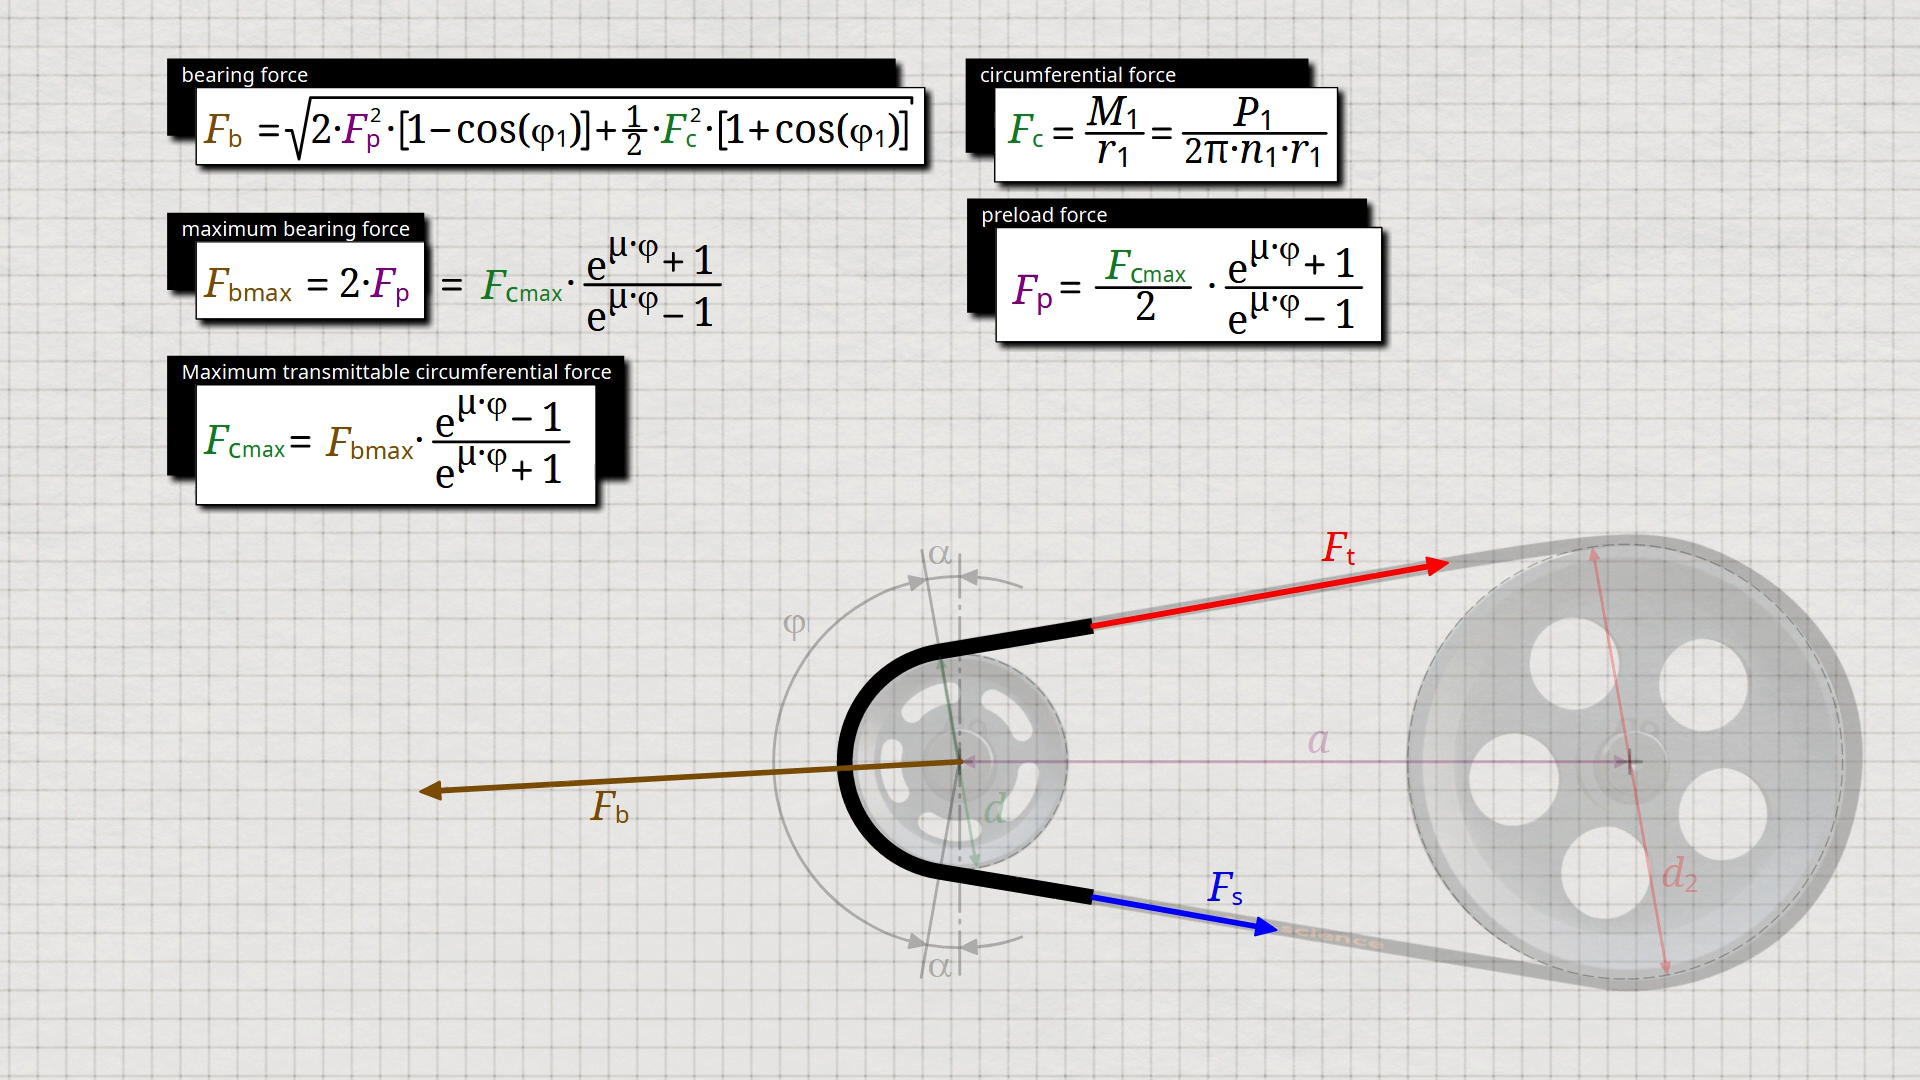 bearing force
F_b = √(2·F_p²·[1−cos(φ₁)]+1/2·F_c²·[1+cos(φ₁)])
circumferential force
F_c = M₁/r₁ = P₁/(2π·n₁·r₁)
maximum bearing force
F_bmax = 2·F_p = F_cmax · (e^(μ·φ) + 1)/(e^(μ·φ) − 1)
preload force
F_p = F_cmax/2 · (e^(μ·φ) + 1)/(e^(μ·φ) − 1)
Maximum transmittable circumferential force
F_cmax = F_bmax · (e^(μ·φ) − 1)/(e^(μ·φ) + 1)
α
F_t
φ
a
F_b
d
F_s
d₂
α